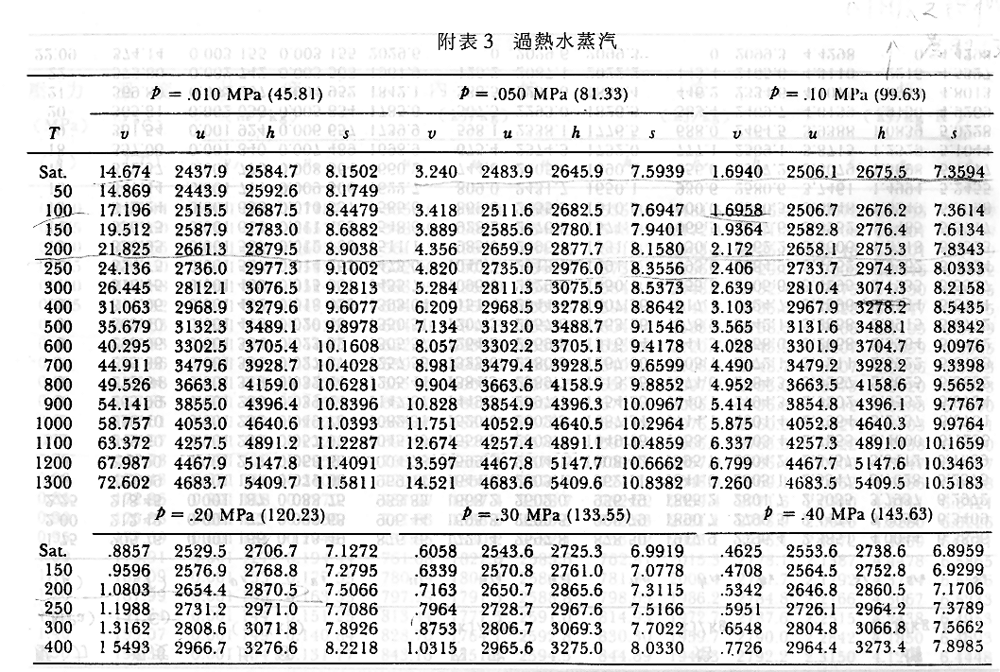 附表 3 過熱水蒸汽
p = .010 MPa (45.81) p = .050 MPa (81.33) p = .10 MPa (99.63)
T v u h s v u h s v u h s
Sat. 14.674 2437.9 2584.7 8.1502 3.240 2483.9 2645.9 7.5939 1.6940 2506.1 2675.5 7.3594
50 14.869 2443.9 2592.6 8.1749
100 17.196 2515.5 2687.5 8.4479 3.418 2511.6 2682.5 7.6947 1.6958 2506.7 2676.2 7.3614
150 19.512 2587.9 2783.0 8.6882 3.889 2585.6 2780.1 7.9401 1.9364 2582.8 2776.4 7.6134
200 21.825 2661.3 2879.5 8.9038 4.356 2659.9 2877.7 8.1580 2.172 2658.1 2875.3 7.8343
250 24.136 2736.0 2977.3 9.1002 4.820 2735.0 2976.0 8.3556 2.406 2733.7 2974.3 8.0333
300 26.445 2812.1 3076.5 9.2813 5.284 2811.3 3075.5 8.5373 2.639 2810.4 3074.3 8.2158
400 31.063 2968.9 3279.6 9.6077 6.209 2968.5 3278.9 8.8642 3.103 2967.9 3278.2 8.5435
500 35.679 3132.3 3489.1 9.8978 7.134 3132.0 3488.7 9.1546 3.565 3131.6 3488.1 8.8342
600 40.295 3302.5 3705.4 10.1608 8.057 3302.2 3705.1 9.4178 4.028 3301.9 3704.7 9.0976
700 44.911 3479.6 3928.7 10.4028 8.981 3479.4 3928.5 9.6599 4.490 3479.2 3928.2 9.3398
800 49.526 3663.8 4159.0 10.6281 9.904 3663.6 4158.9 9.8852 4.952 3663.5 4158.6 9.5652
900 54.141 3855.0 4396.4 10.8396 10.828 3854.9 4396.3 10.0967 5.414 3854.8 4396.1 9.7767
1000 58.757 4053.0 4640.6 11.0393 11.751 4052.9 4640.5 10.2964 5.875 4052.8 4640.3 9.9764
1100 63.372 4257.5 4891.2 11.2287 12.674 4257.4 4891.1 10.4859 6.337 4257.3 4891.0 10.1659
1200 67.987 4467.9 5147.8 11.4091 13.597 4467.8 5147.7 10.6662 6.799 4467.7 5147.6 10.3463
1300 72.602 4683.7 5409.7 11.5811 14.521 4683.6 5409.6 10.8382 7.260 4683.5 5409.5 10.5183
p = .20 MPa (120.23) p = .30 MPa (133.55) p = .40 MPa (143.63)
Sat. .8857 2529.5 2706.7 7.1272 .6058 2543.6 2725.3 6.9919 .4625 2553.6 2738.6 6.8959
150 .9596 2576.9 2768.8 7.2795 .6339 2570.8 2761.0 7.0778 .4708 2564.5 2752.8 6.9299
200 1.0803 2654.4 2870.5 7.5066 .7163 2650.7 2865.6 7.3115 .5342 2646.8 2860.5 7.1706
250 1.1988 2731.2 2971.0 7.7086 .7964 2728.7 2967.6 7.5166 .5951 2726.1 2964.2 7.3789
300 1.3162 2808.6 3071.8 7.8926 .8753 2806.7 3069.3 7.7022 .6548 2804.8 3066.8 7.5662
400 1 5493 2966.7 3276.6 8.2218 1.0315 2965.6 3275.0 8.0330 .7726 2964.4 3273.4 7.8985